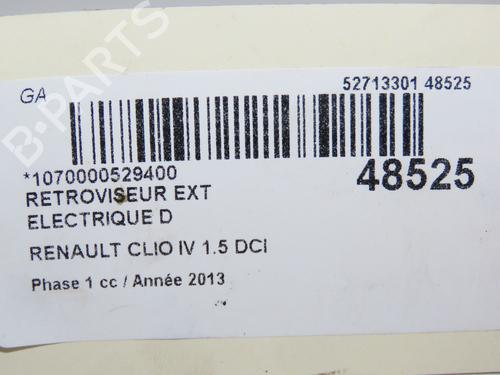 GA
52713301 48525
*1070000529400
48525
RETROVISEUR EXT
ELECTRIQUE D
RENAULT CLIO IV 1.5 DCI
Phase 1 cc / Année 2013
B-PARTS